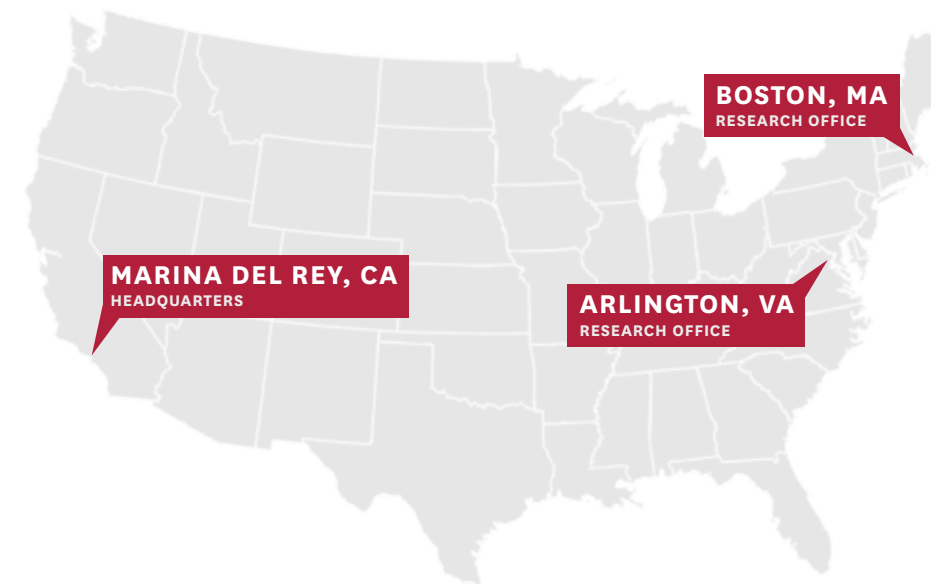 BOSTON, MA
RESEARCH OFFICE
MARINA DEL REY, CA
HEADQUARTERS
ARLINGTON, VA
RESEARCH OFFICE